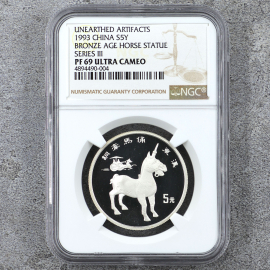 UNEARTHED ARTIFACTS
1993 CHINA S5Y
BRONZE AGE HORSE STATUE
SERIES III
PF 69 ULTRA CAMEO
4894490-004
NUMISMATIC GUARANTY CORPORATION
NGC
5元